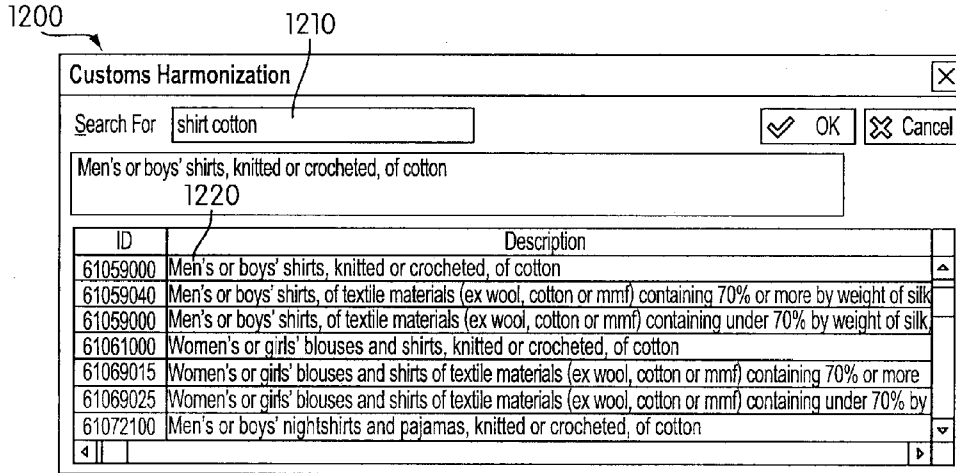 1200
1210
Customs Harmonization
Search For shirt cotton OK Cancel
Men's or boys' shirts, knitted or crocheted, of cotton
1220
ID Description
61059000 Men's or boys' shirts, knitted or crocheted, of cotton
61059040 Men's or boys' shirts, of textile materials (ex wool, cotton or mmf) containing 70% or more by weight of silk
61059000 Men's or boys' shirts, of textile materials (ex wool, cotton or mmf) containing under 70% by weight of silk,
61061000 Women's or girls' blouses and shirts, knitted or crocheted, of cotton
61069015 Women's or girls' blouses and shirts of textile materials (ex wool, cotton or mmf) containing 70% or more
61069025 Women's or girls' blouses and shirts of textile materials (ex wool, cotton or mmf) containing under 70% by
61072100 Men's or boys' nightshirts and pajamas, knitted or crocheted, of cotton